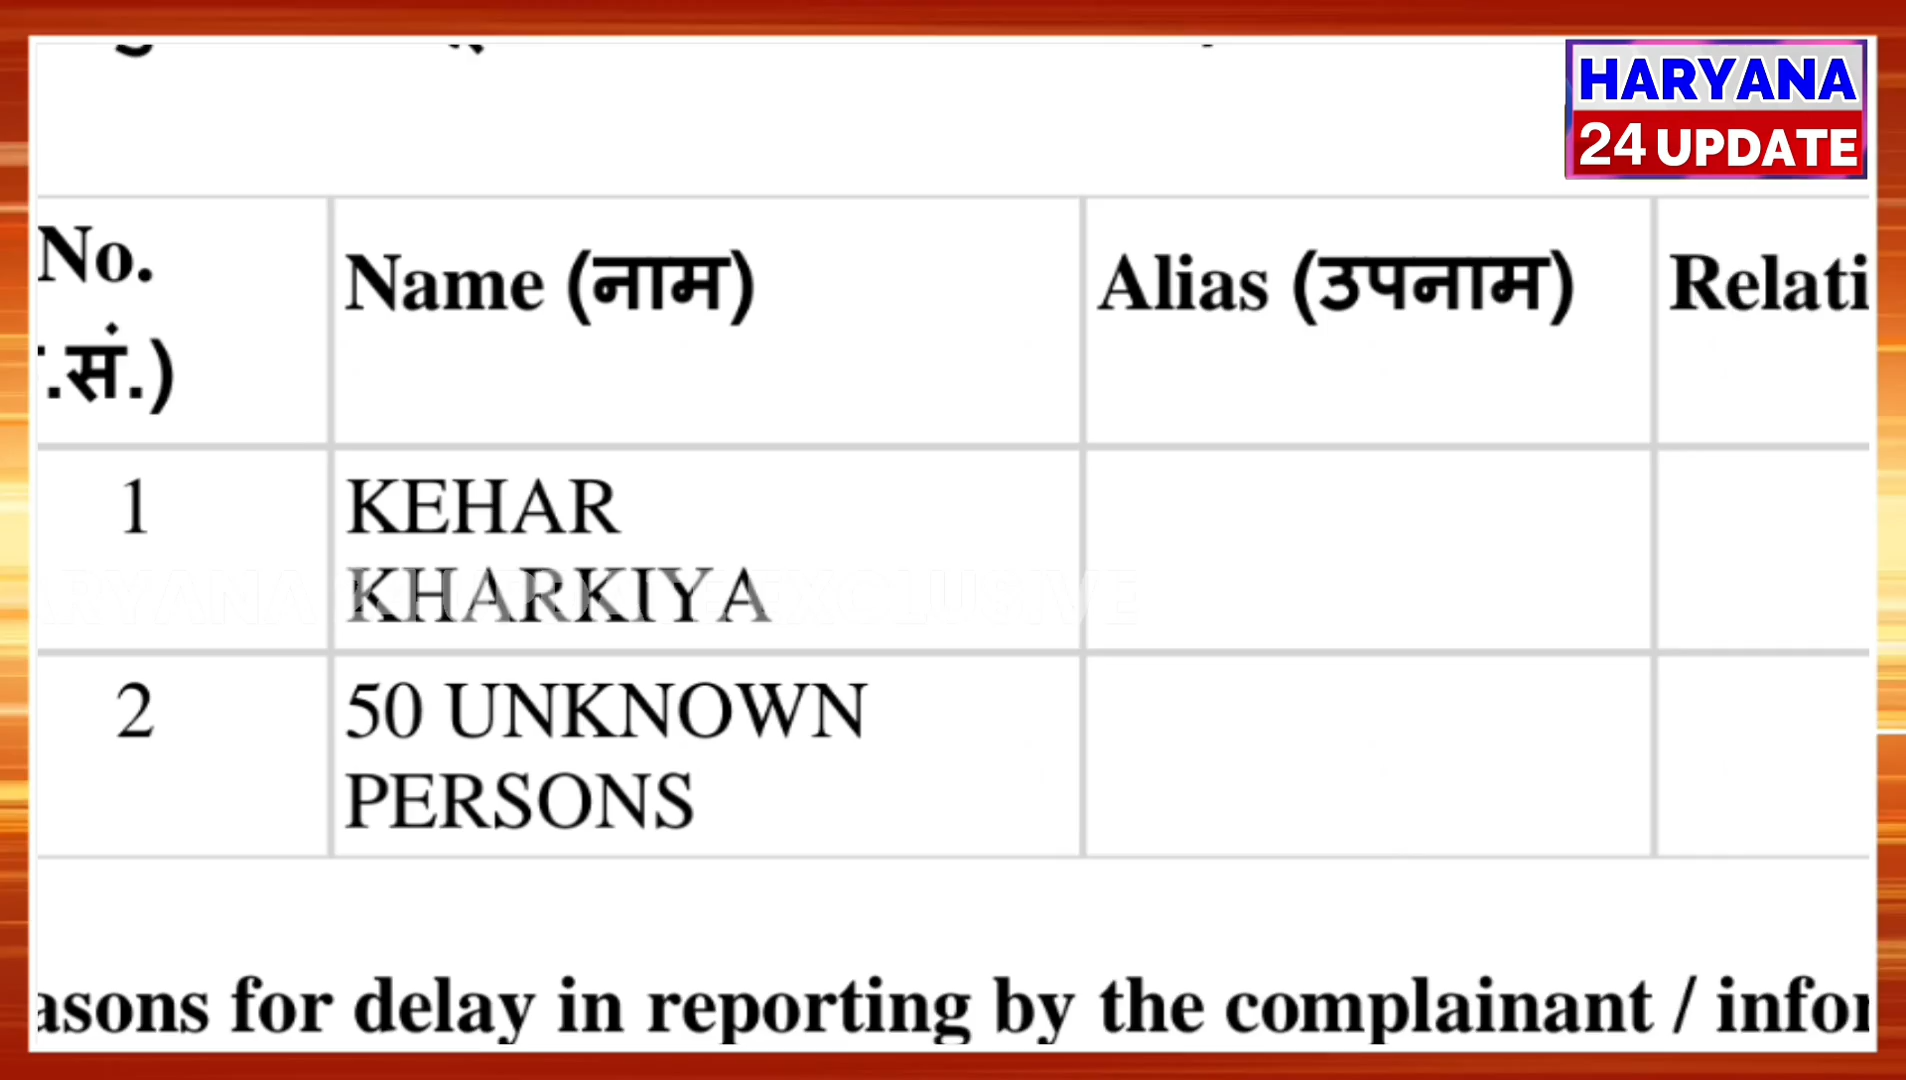 HARYANA
24 UPDATE
No.
.सं.)
Name (नाम)
Alias (उपनाम)
Relati
1
KEHAR
KHARKIYA
2
50 UNKNOWN
PERSONS
asons for delay in reporting by the complainant / infor